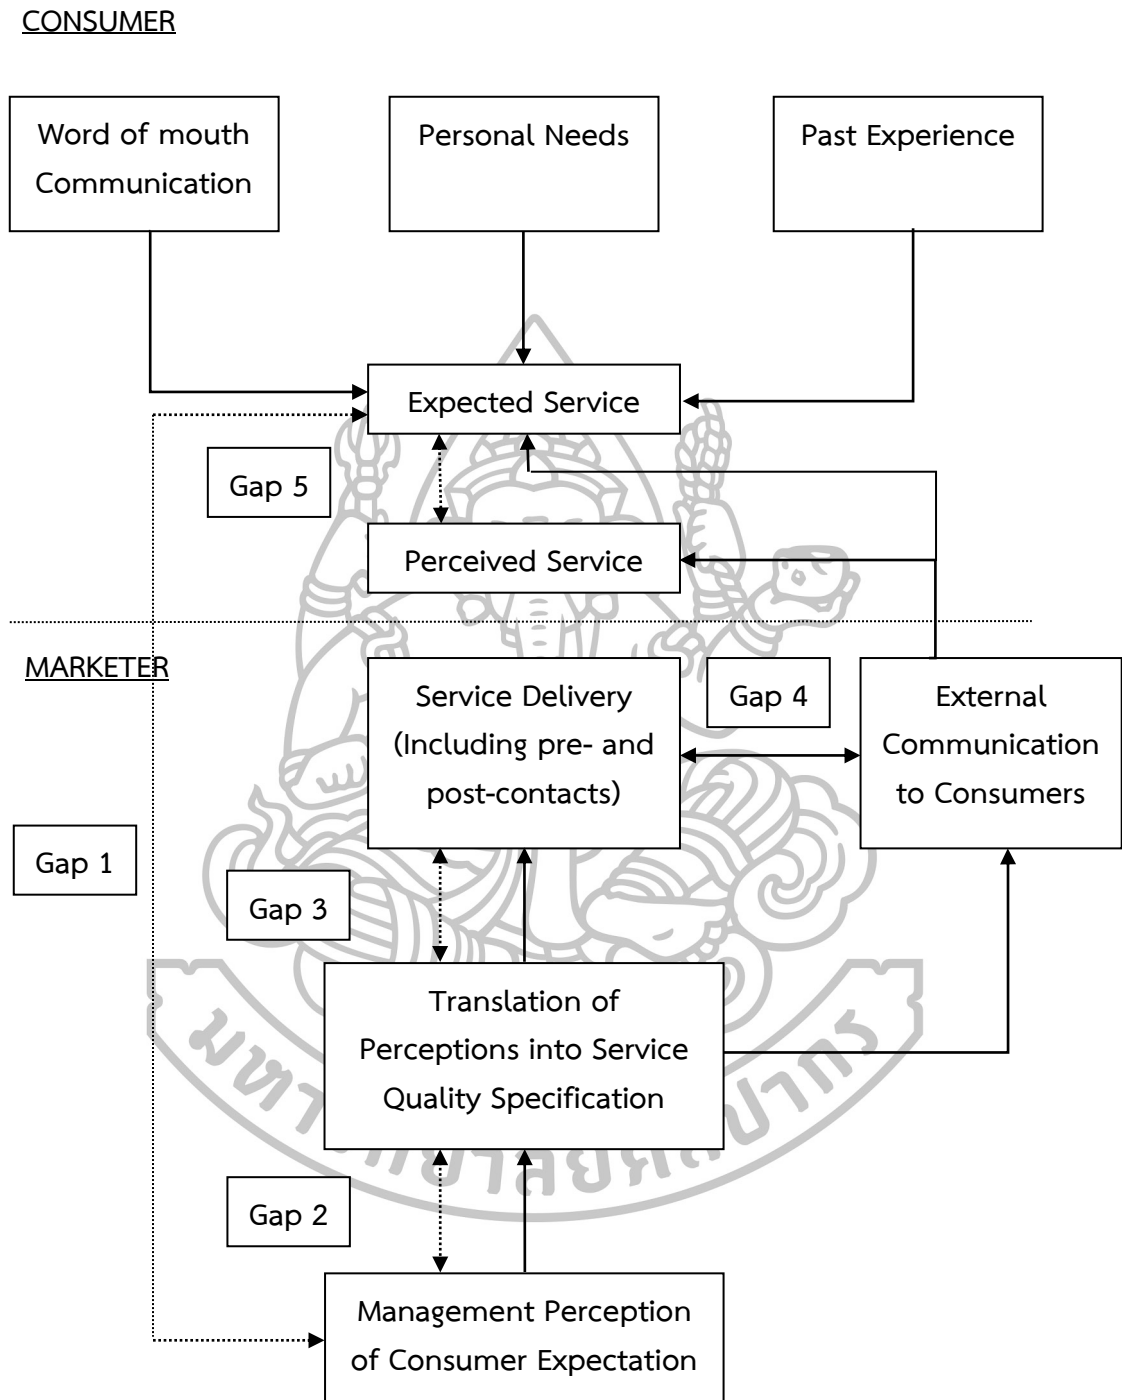 CONSUMER
Word of mouth
Communication
Personal Needs
Past Experience
Expected Service
Gap 5
Perceived Service
MARKETER
Service Delivery
(Including pre- and
post-contacts)
Gap 4
External
Communication
to Consumers
Gap 1
Gap 3
Translation of
Perceptions into Service
Quality Specification
Gap 2
Management Perception
of Consumer Expectation